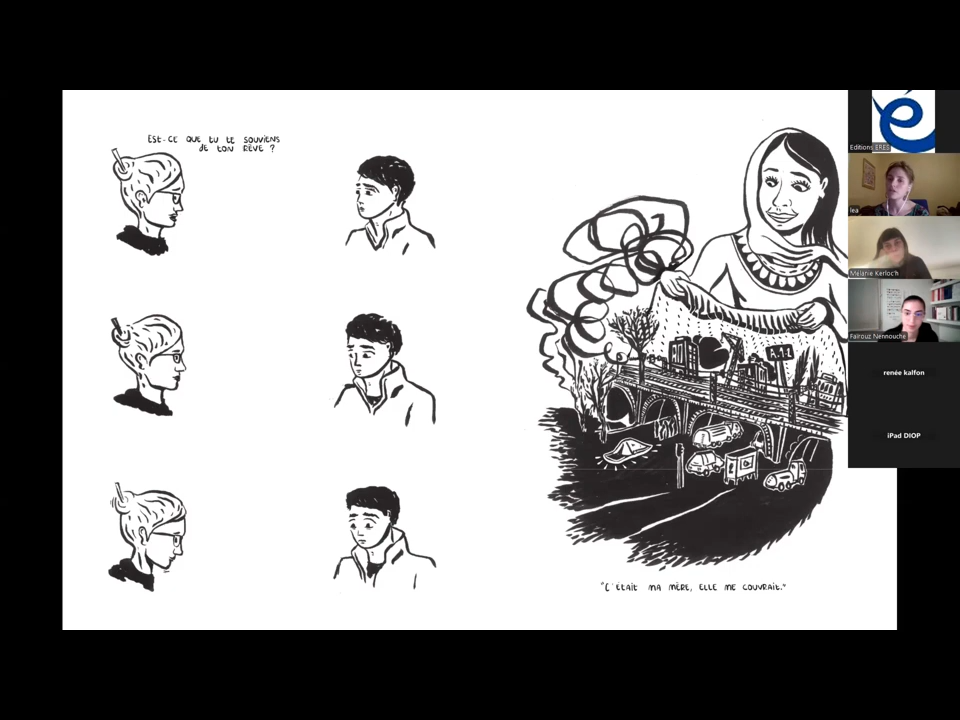 EST-CE QUE TU TE SOUVIENS
DE TON RÊVE ?
A.11
"C'ÉTAIT MA MÈRE, ELLE ME COUVRAIT."
é
Editions ERES
lea
Mélanie Kerloc'h
Fairouz Nennouche
renée kalfon
iPad DIOP